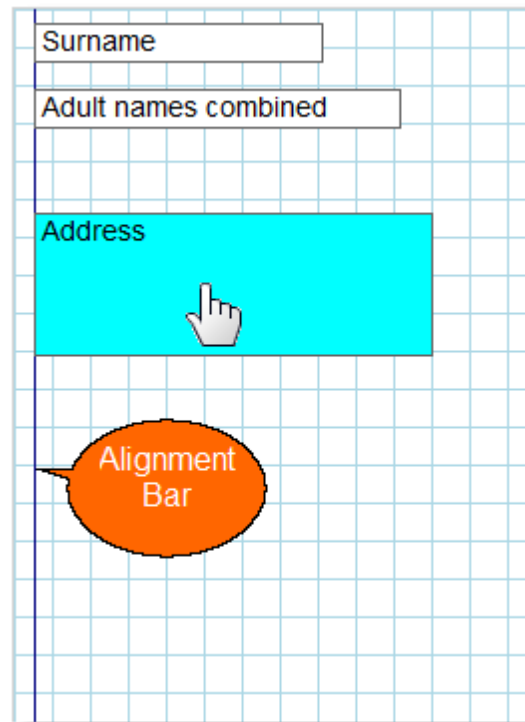 Surname
Adult names combined
Address
Alignment
Bar